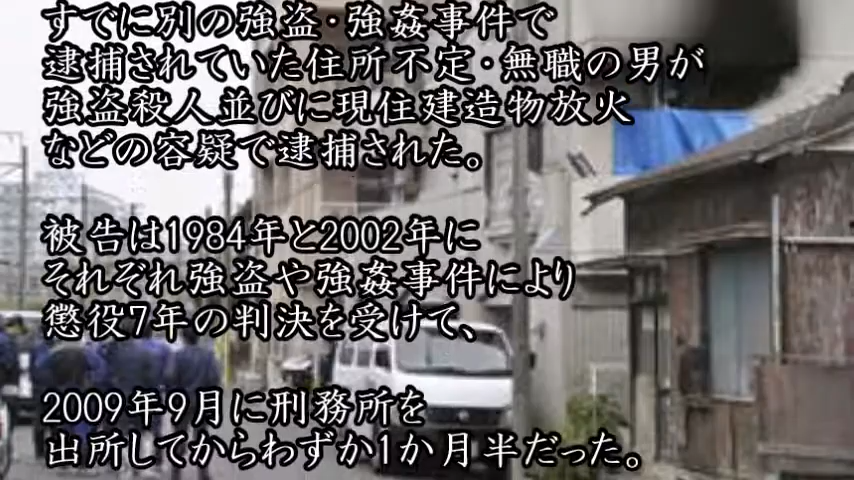 すでに別の強盗・強姦事件で
逮捕されていた住所不定・無職の男が
強盗殺人並びに現住建造物放火
などの容疑で逮捕された。
被告は1984年と2002年に
それぞれ強盗や強姦事件により
懲役7年の判決を受けて、
2009年9月に刑務所を
出所してからわずか1か月半だった。